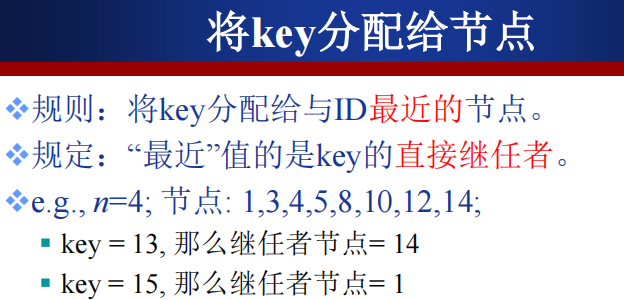 将key分配给节点
规则：将key分配给与ID最近的节点。
规定：“最近”值的是key的直接继任者。
e.g., n=4; 节点: 1,3,4,5,8,10,12,14;
key = 13, 那么继任者节点= 14
key = 15, 那么继任者节点= 1